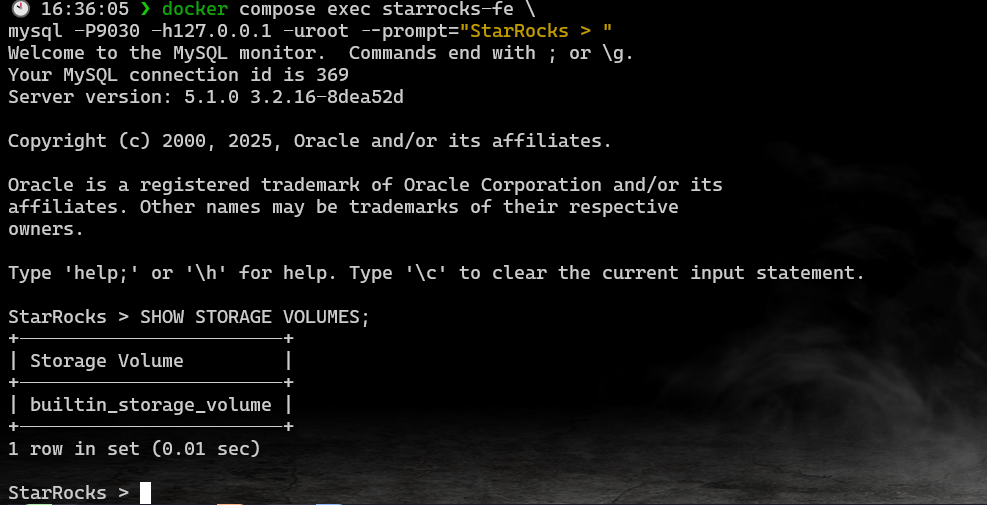 16:36:05 ❯ docker compose exec starrocks-fe \
mysql -P9030 -h127.0.0.1 -uroot --prompt="StarRocks > "
Welcome to the MySQL monitor.  Commands end with ; or \g.
Your MySQL connection id is 369
Server version: 5.1.0 3.2.16-8dea52d
Copyright (c) 2000, 2025, Oracle and/or its affiliates.
Oracle is a registered trademark of Oracle Corporation and/or its
affiliates. Other names may be trademarks of their respective
owners.
Type 'help;' or '\h' for help. Type '\c' to clear the current input statement.
StarRocks > SHOW STORAGE VOLUMES;
+------------------------+
| Storage Volume         |
+------------------------+
| builtin_storage_volume |
+------------------------+
1 row in set (0.01 sec)
StarRocks >